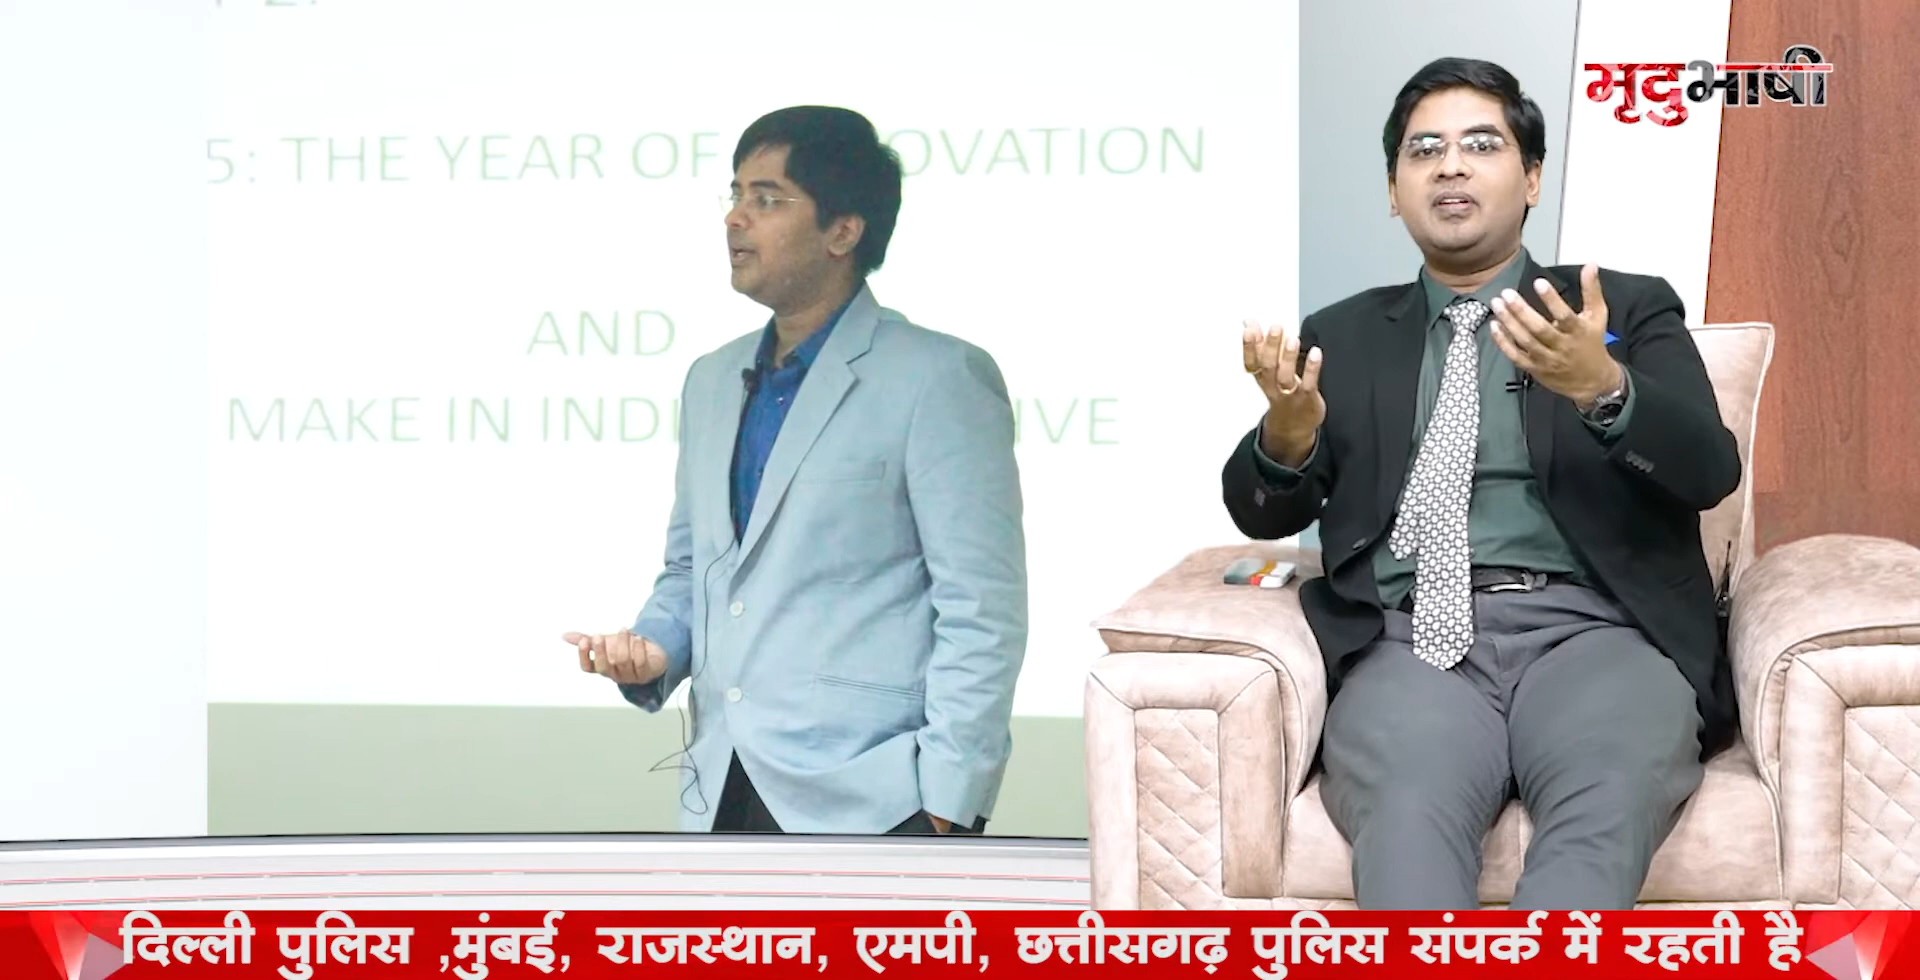 5: THE YEAR OF OVATION
AND
MAKE IN INDI IVE
मृदुभाषी
दिल्ली पुलिस ,मुंबई, राजस्थान, एमपी, छत्तीसगढ़ पुलिस संपर्क में रहती है